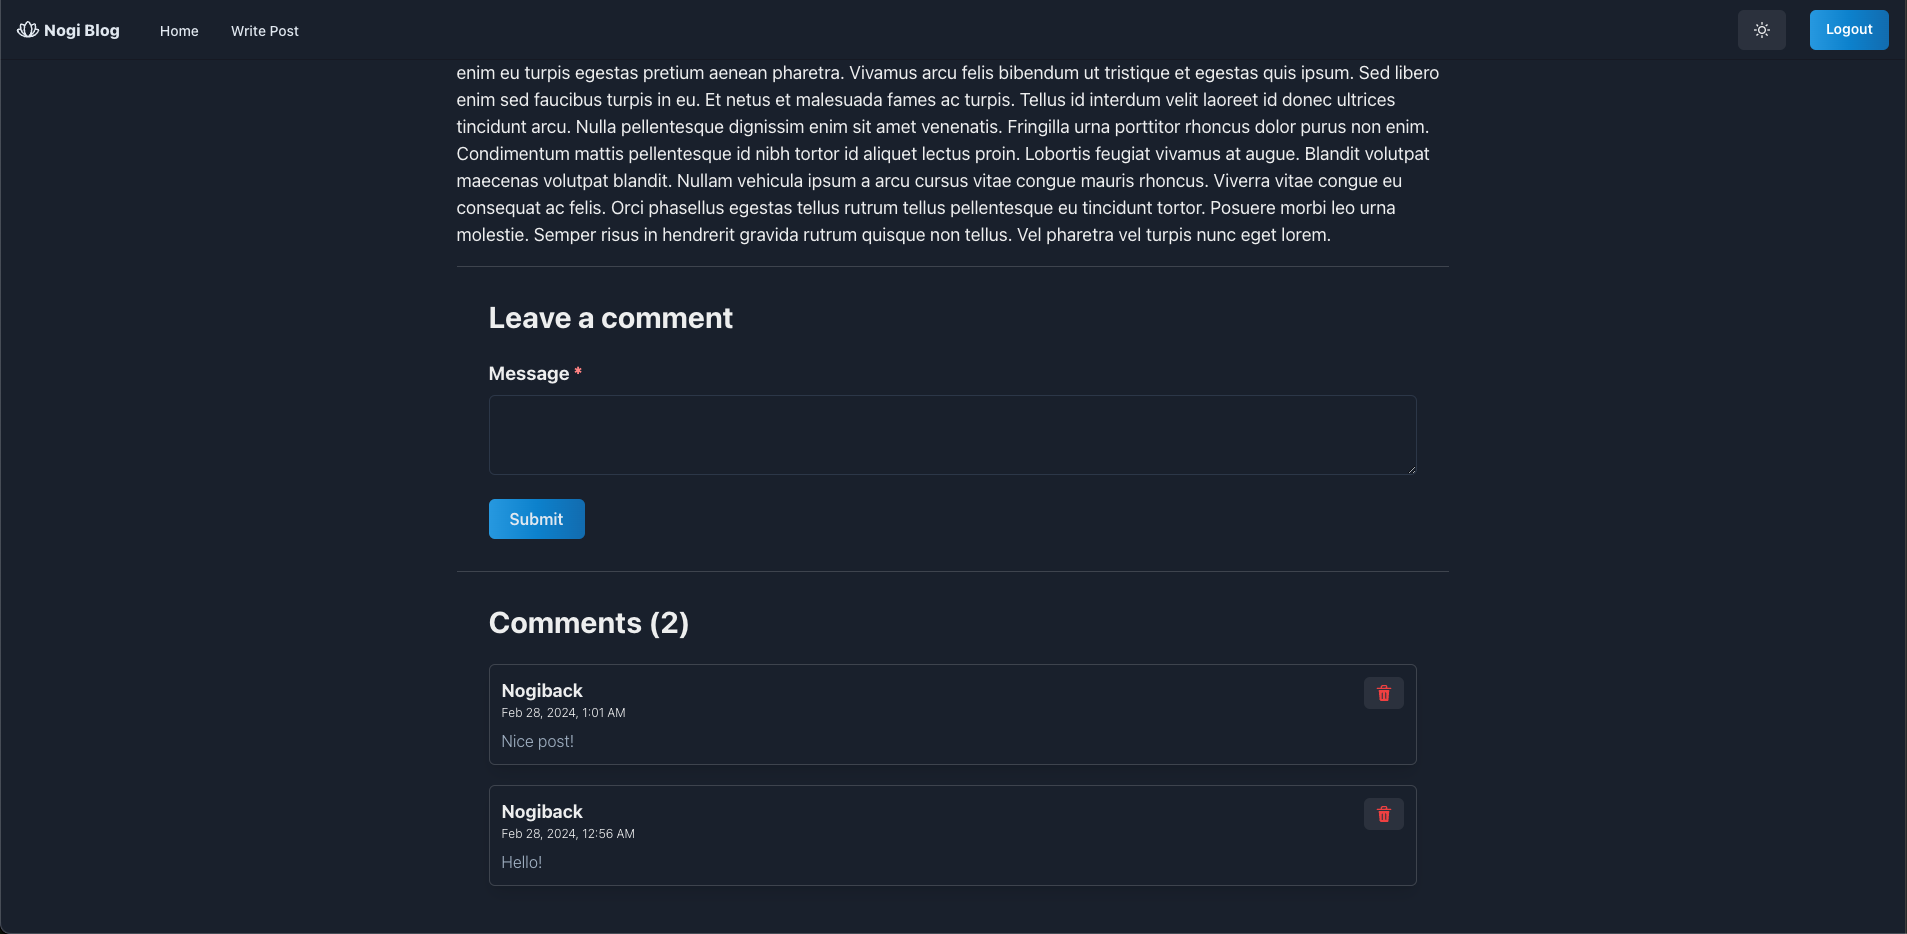 Nogi Blog
Home
Write Post
Logout
enim eu turpis egestas pretium aenean pharetra. Vivamus arcu felis bibendum ut tristique et egestas quis ipsum. Sed libero
enim sed faucibus turpis in eu. Et netus et malesuada fames ac turpis. Tellus id interdum velit laoreet id donec ultrices
tincidunt arcu. Nulla pellentesque dignissim enim sit amet venenatis. Fringilla urna porttitor rhoncus dolor purus non enim.
Condimentum mattis pellentesque id nibh tortor id aliquet lectus proin. Lobortis feugiat vivamus at augue. Blandit volutpat
maecenas volutpat blandit. Nullam vehicula ipsum a arcu cursus vitae congue mauris rhoncus. Viverra vitae congue eu
consequat ac felis. Orci phasellus egestas tellus rutrum tellus pellentesque eu tincidunt tortor. Posuere morbi leo urna
molestie. Semper risus in hendrerit gravida rutrum quisque non tellus. Vel pharetra vel turpis nunc eget lorem.
Leave a comment
Message *
Submit
Comments (2)
Nogiback
Feb 28, 2024, 1:01 AM
Nice post!
Nogiback
Feb 28, 2024, 12:56 AM
Hello!